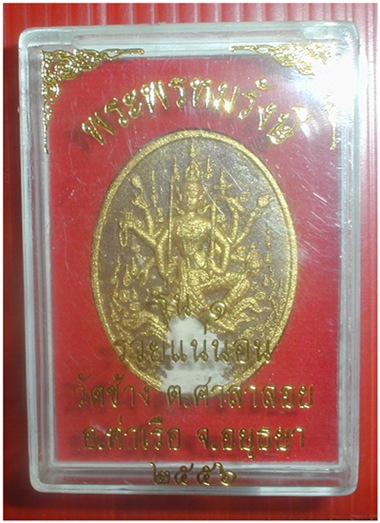 พระพรหมรังษี
รุ่น ๑
รวยแน่นดน
วัดช้าง ต.ศาลาลอย
อ.ท่าเรือ จ.อยุธยา
๒๕๕๖